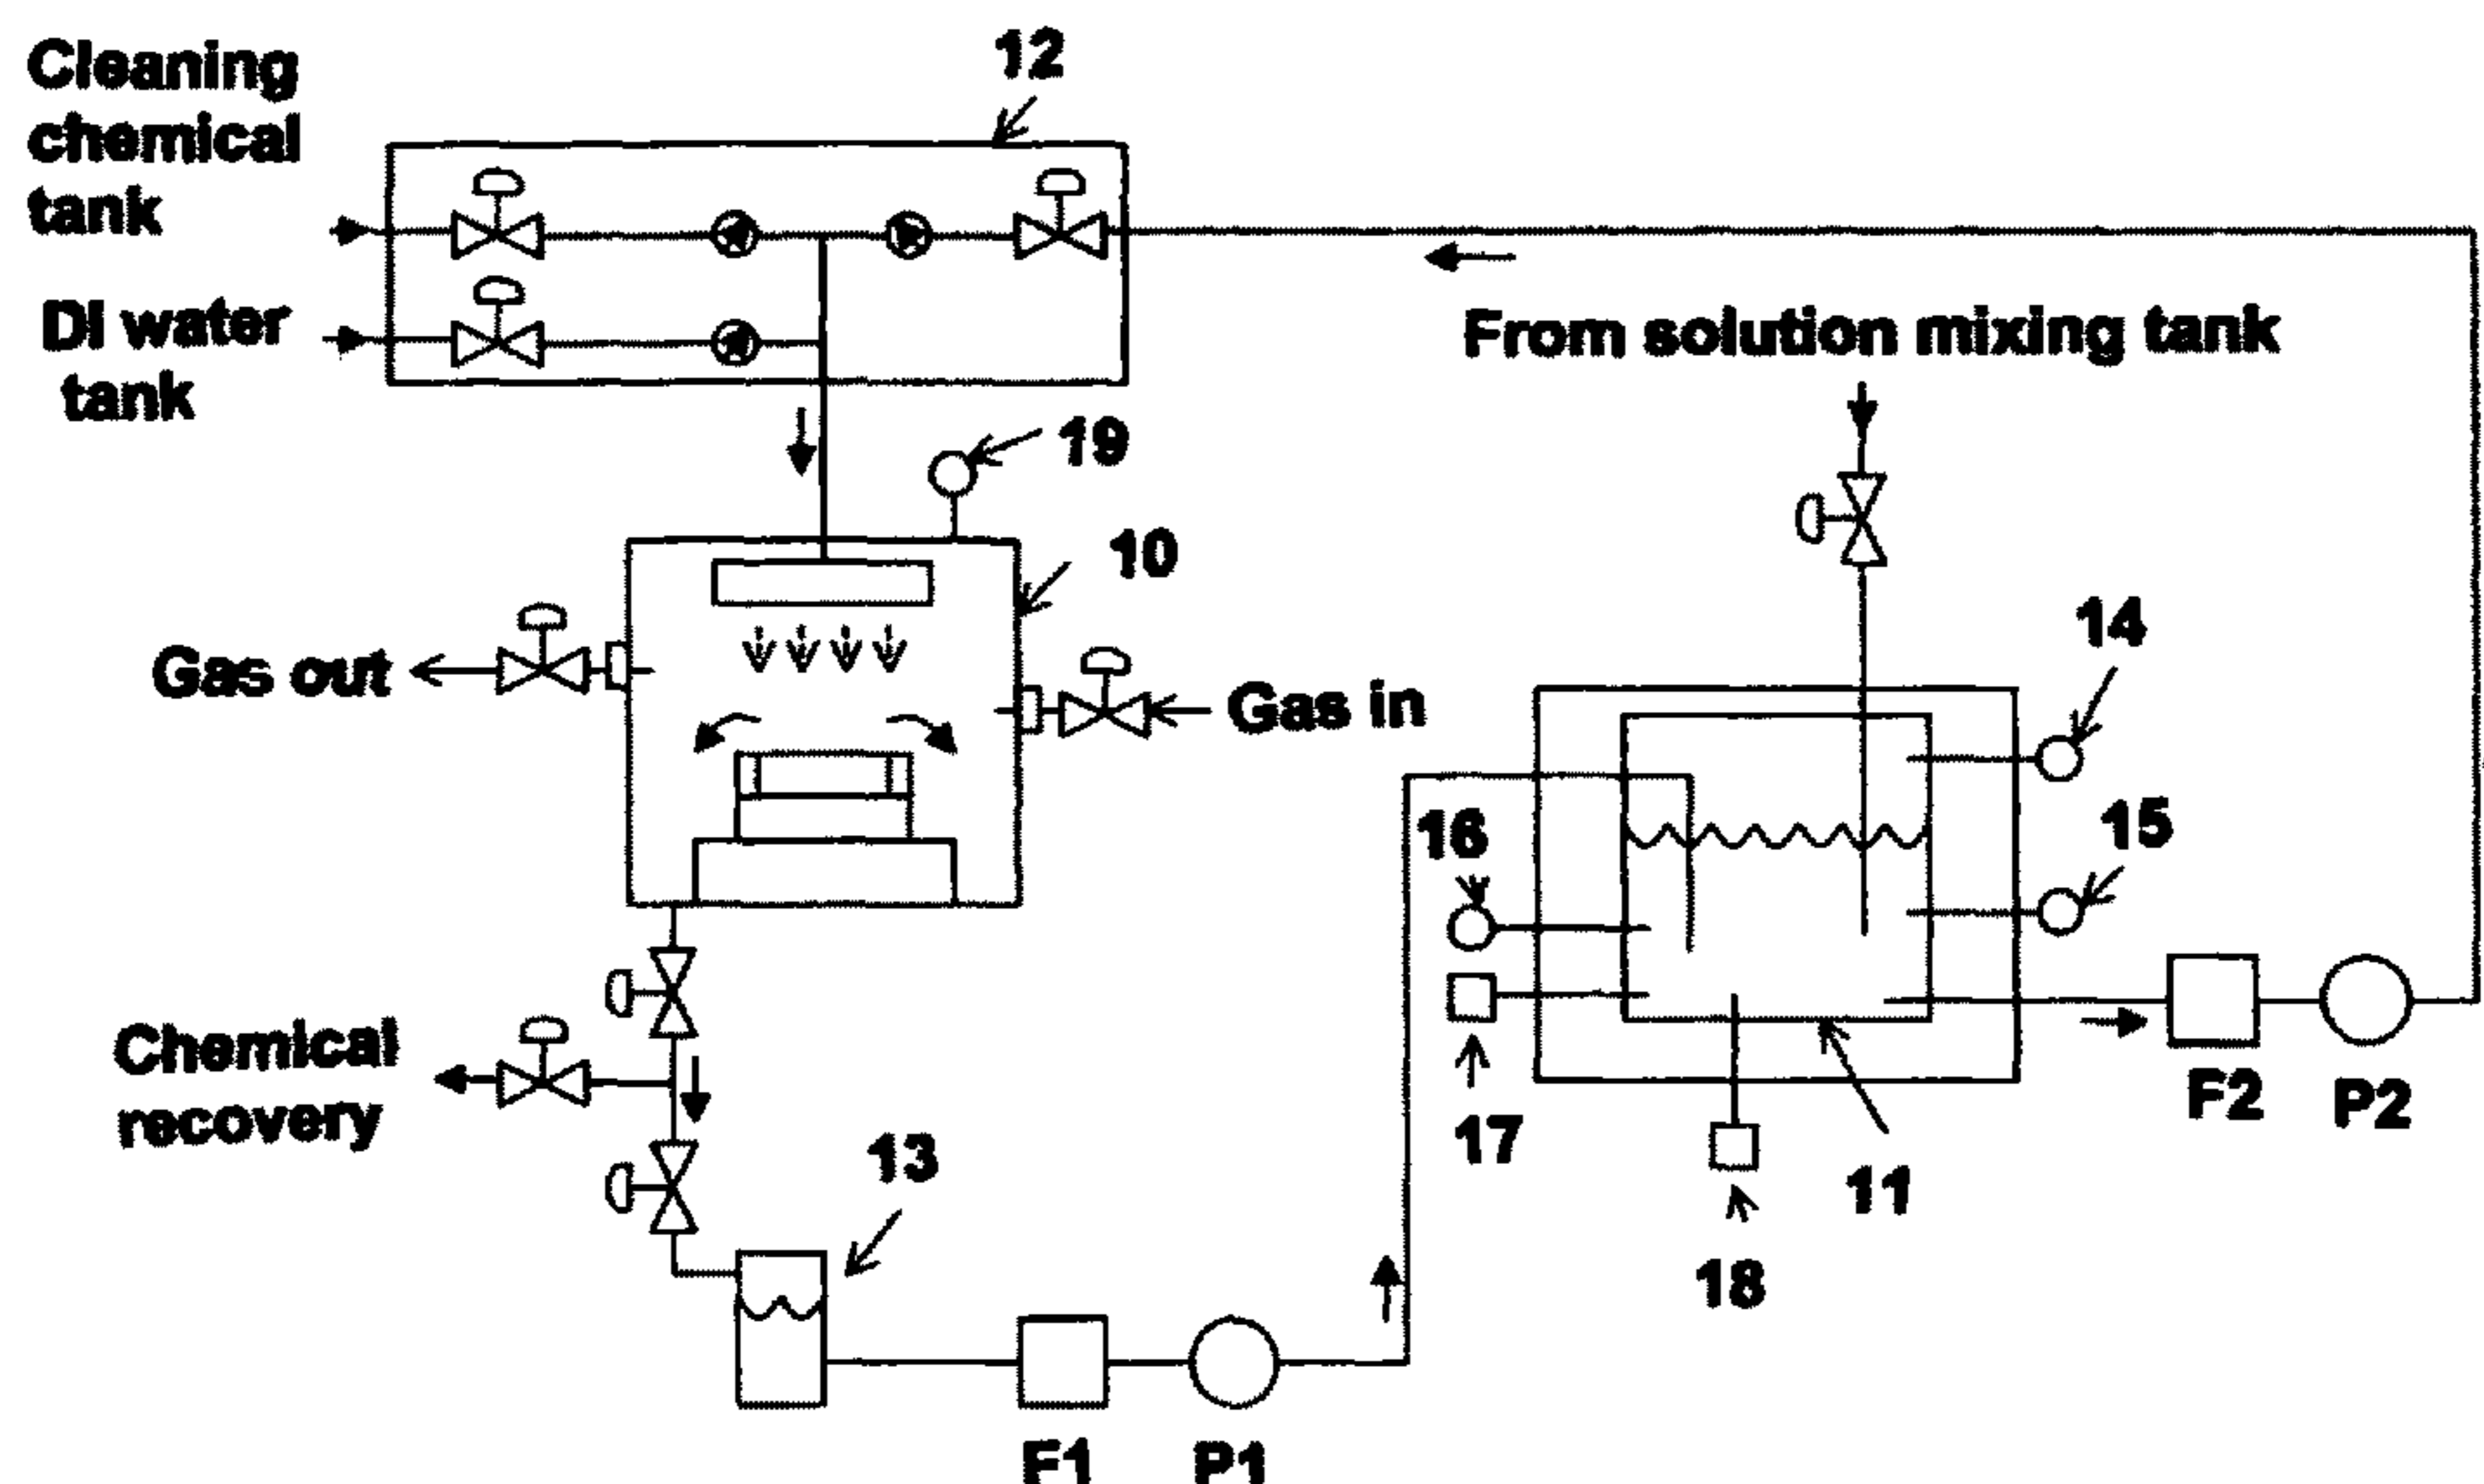 Cleaning
chemical
tank
12
DI water
tank
From solution mixing tank
19
10
14
Gas out
Gas in
16
15
Chemical
recovery
17
11
F2
P2
13
18
F1
P1